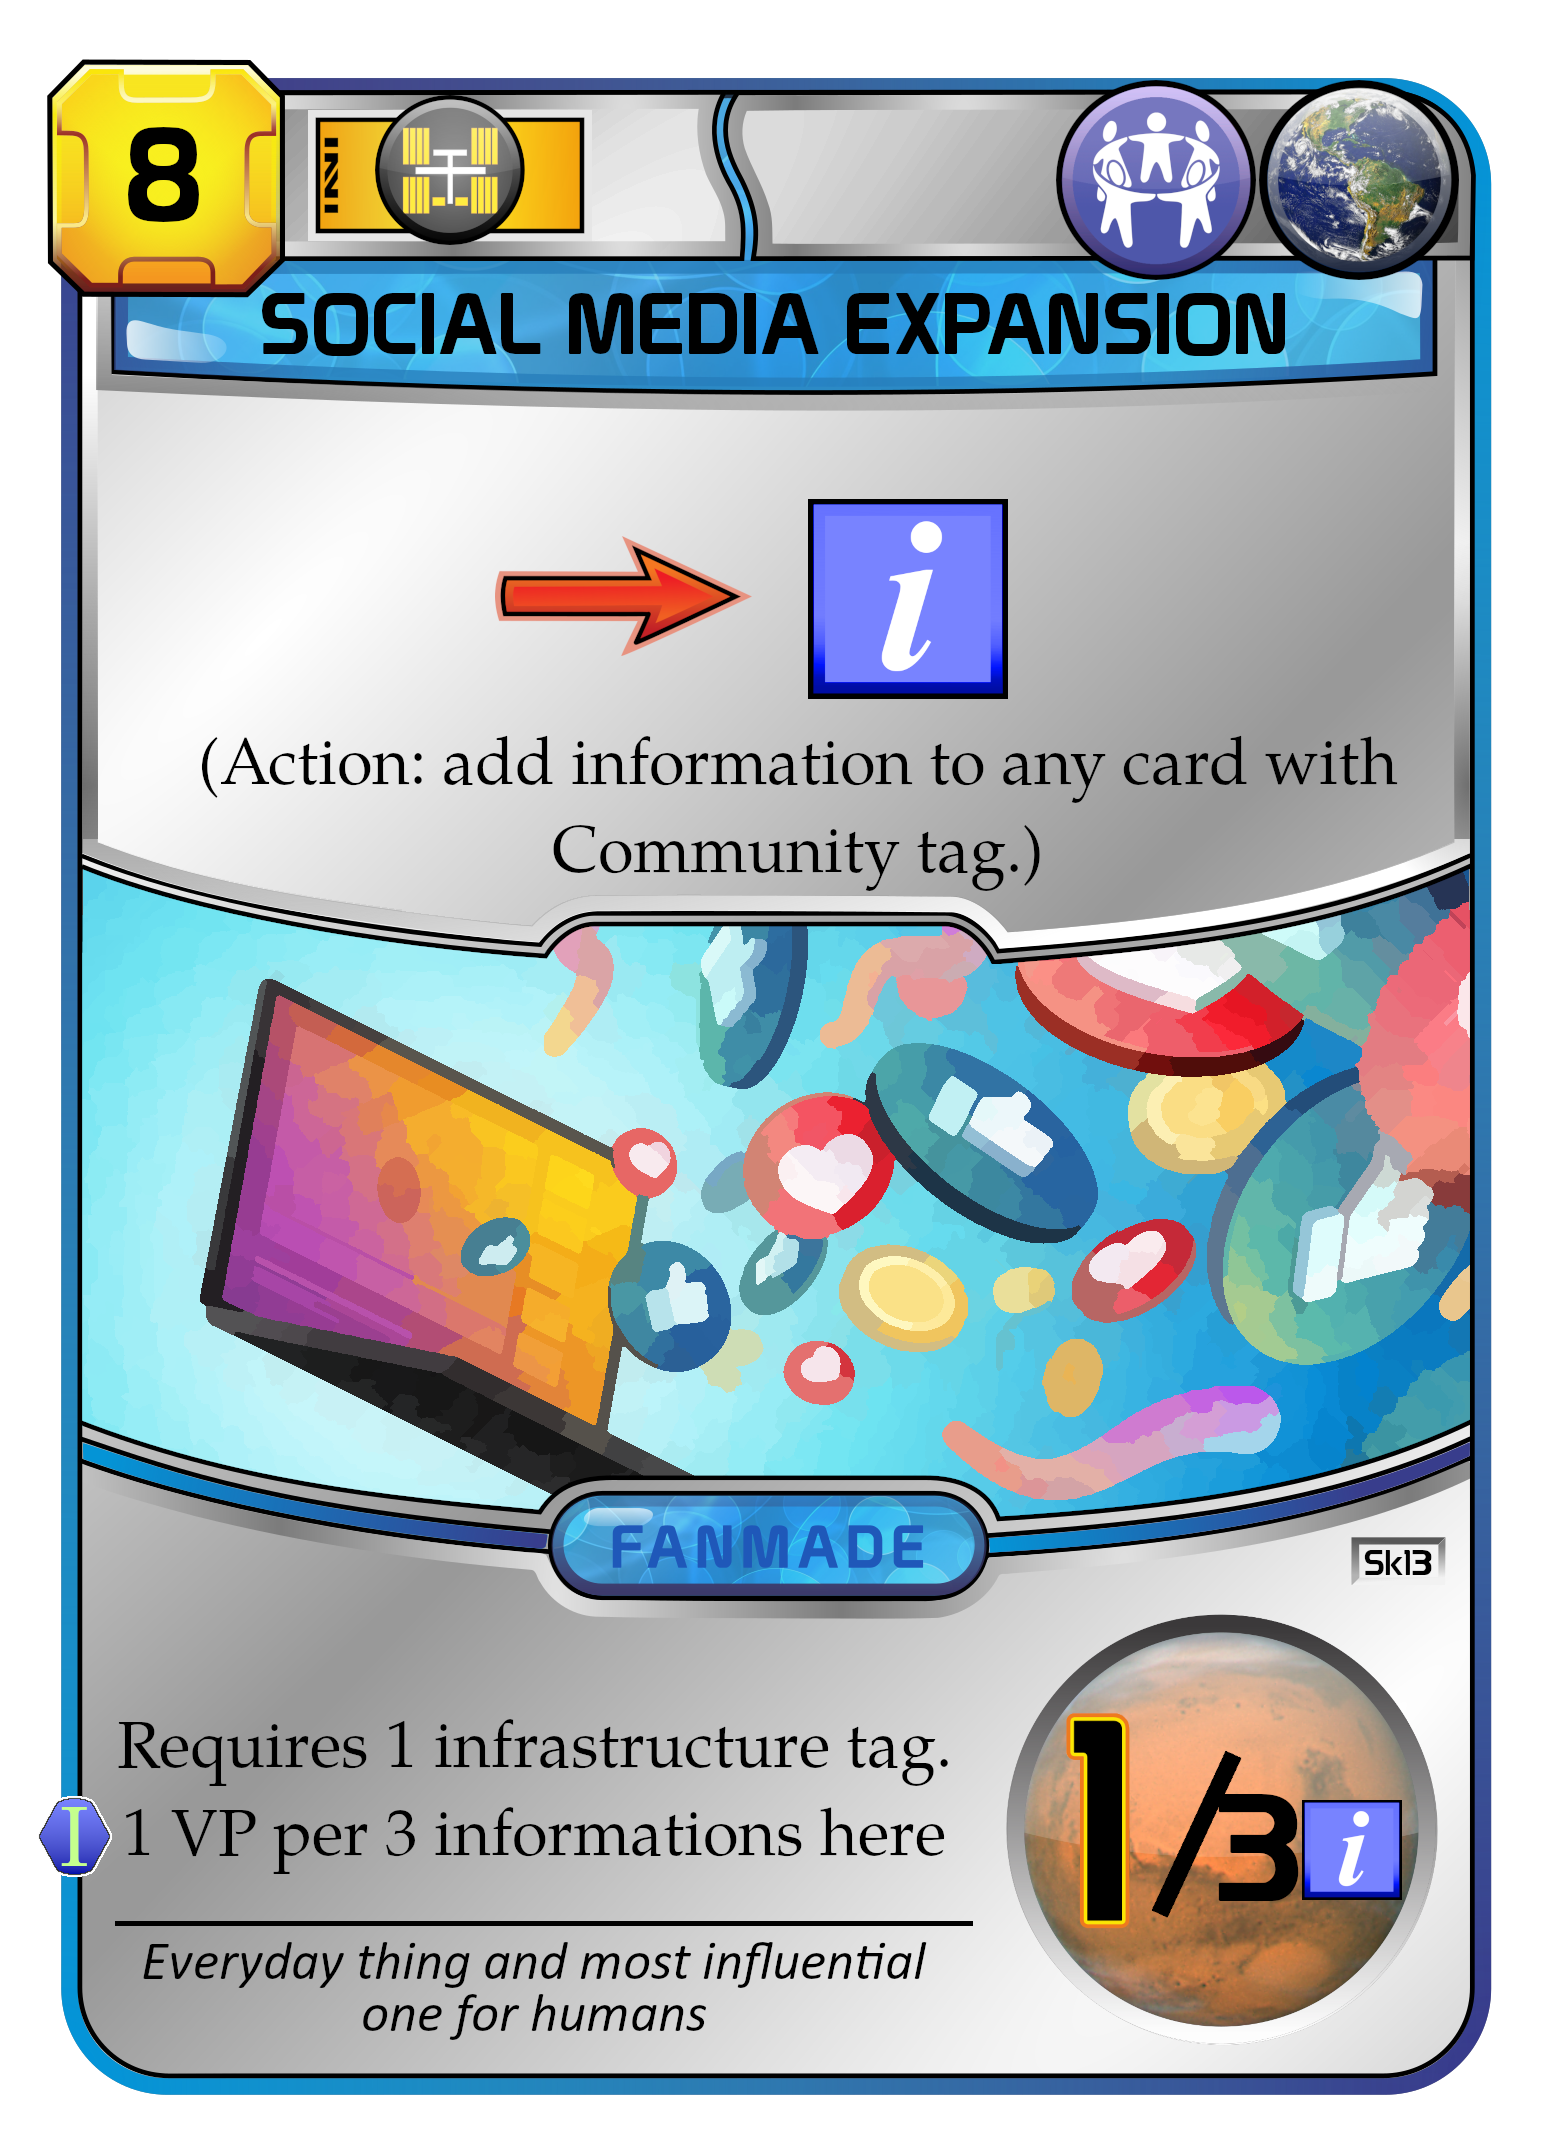 8
SOCIAL MEDIA EXPANSION
i
(Action: add information to any card with
Community tag.)
FANMADE
Sk13
Requires 1 infrastructure tag.
I
1 VP per 3 informations here
1/3 i
Everyday thing and most influential
one for humans